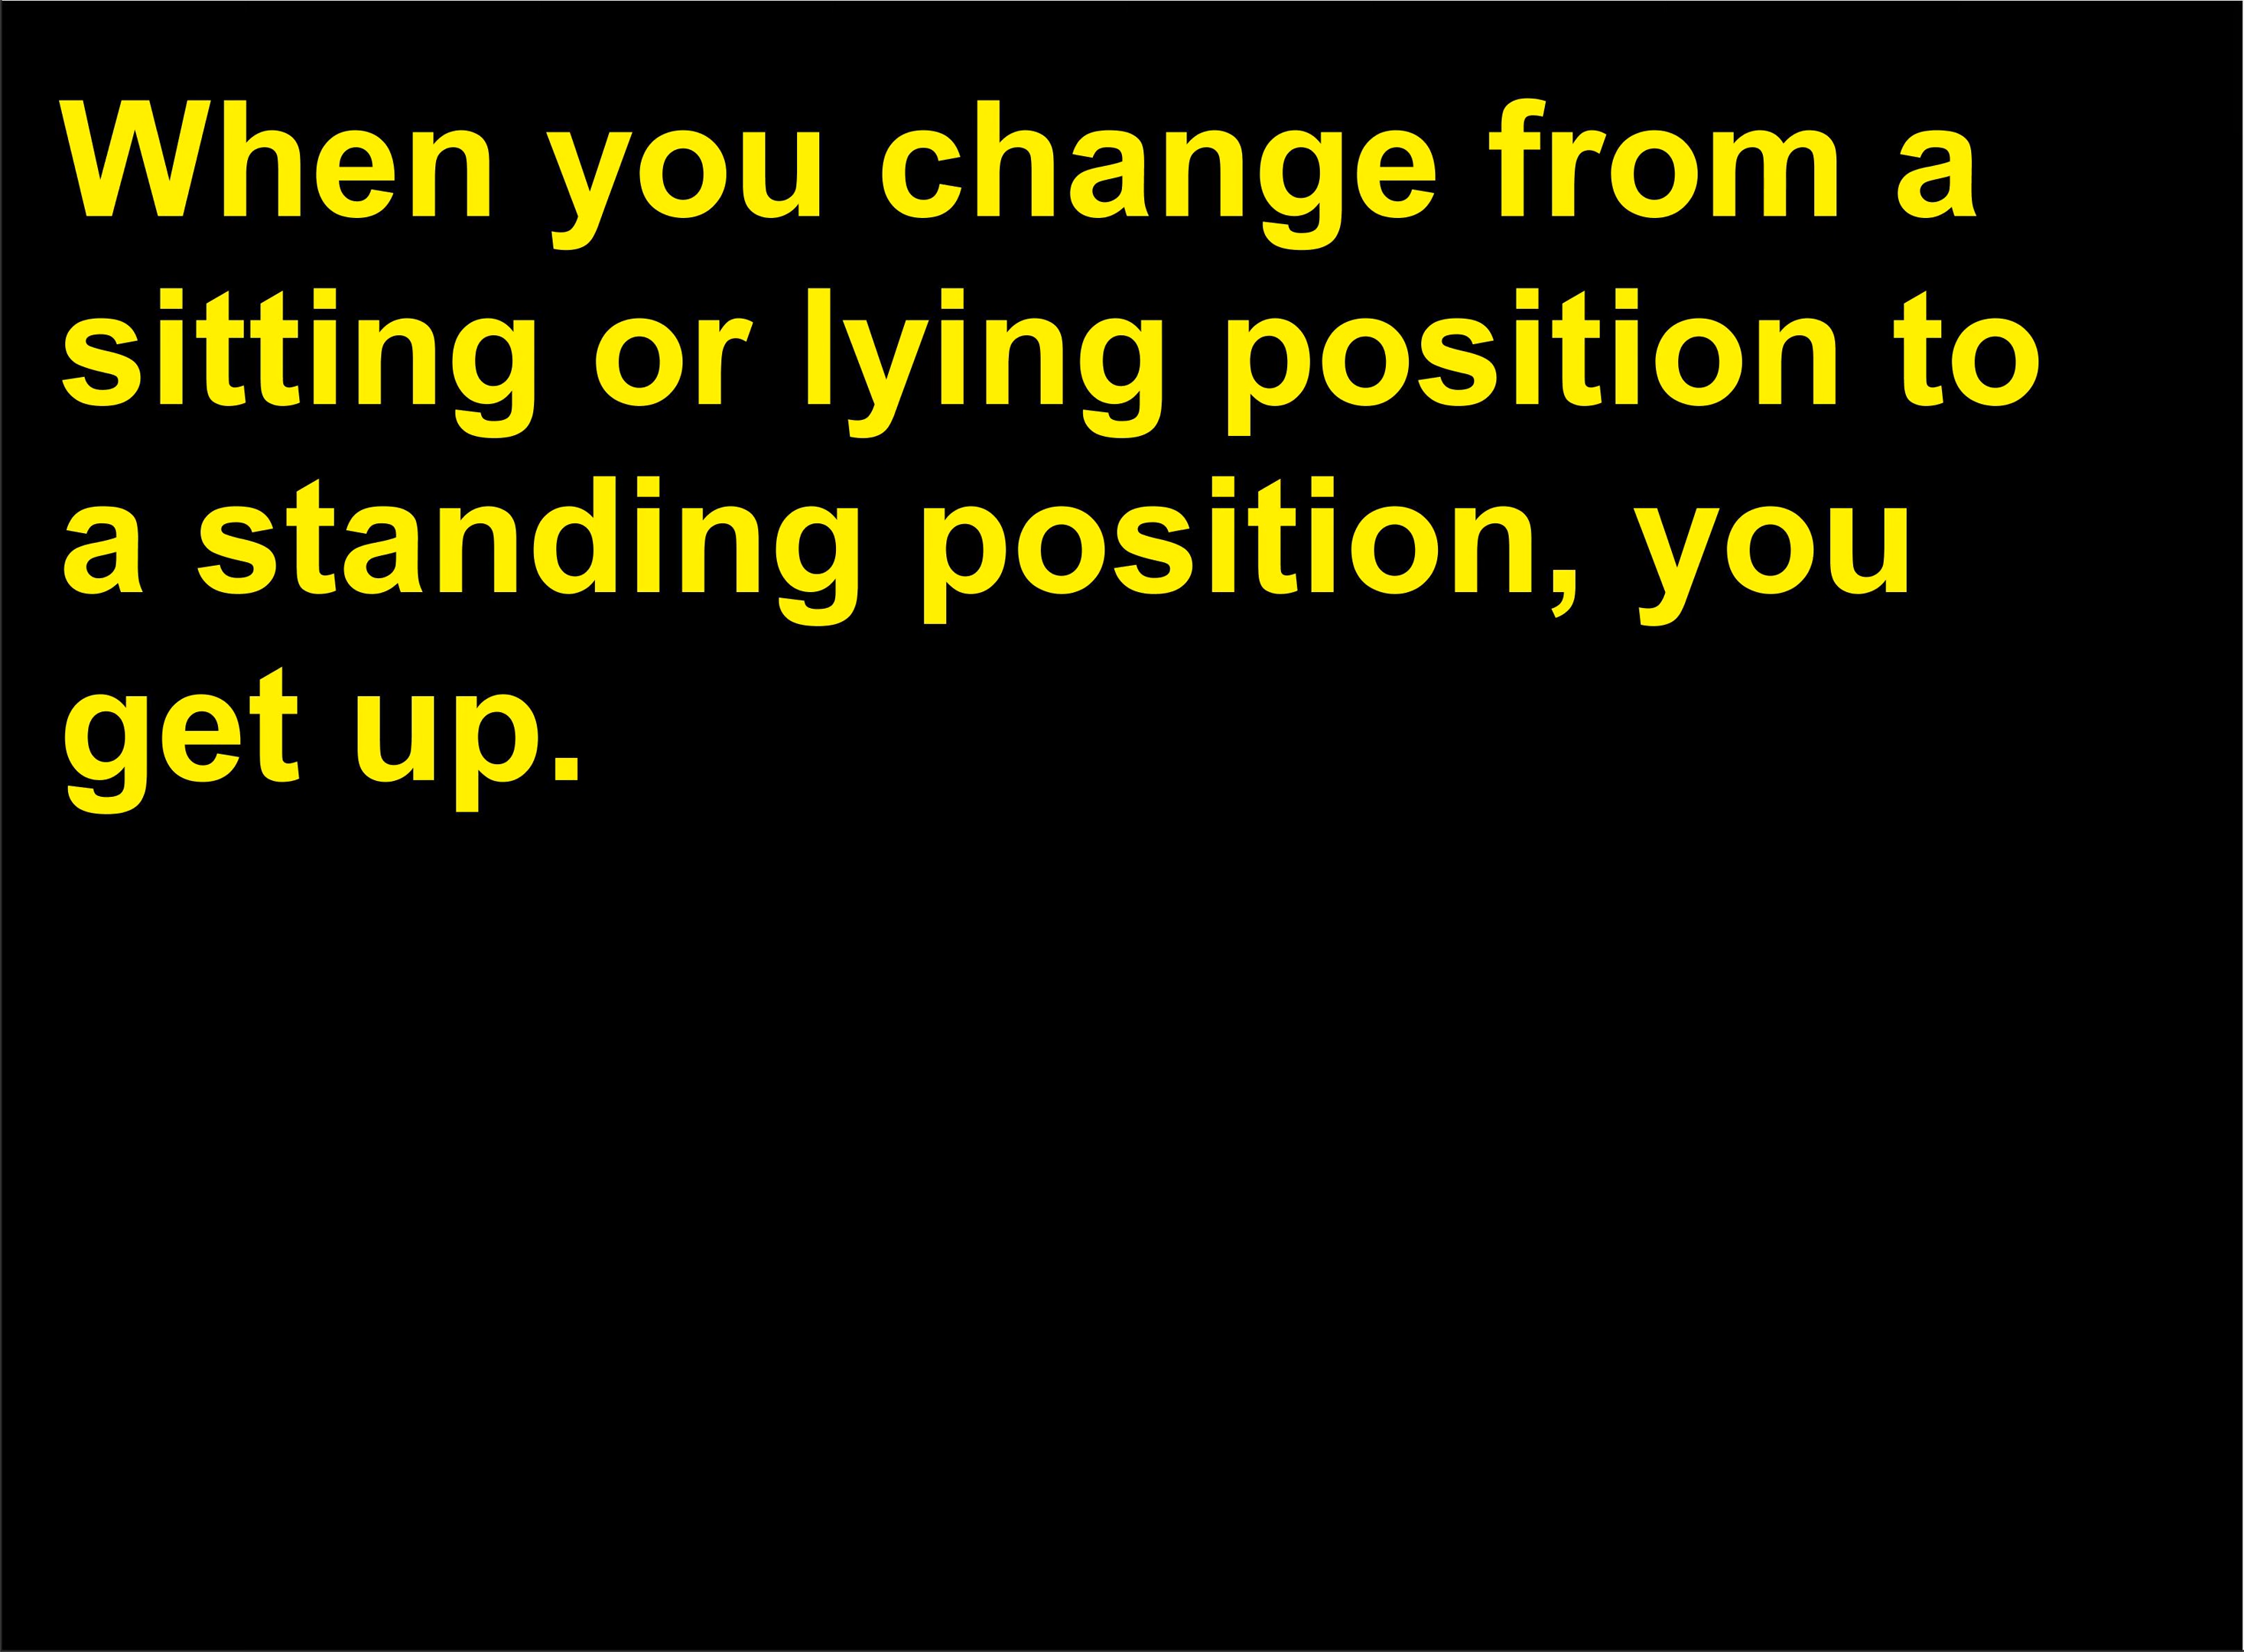 When you change from a
sitting or lying position to
a standing position, you
get up.